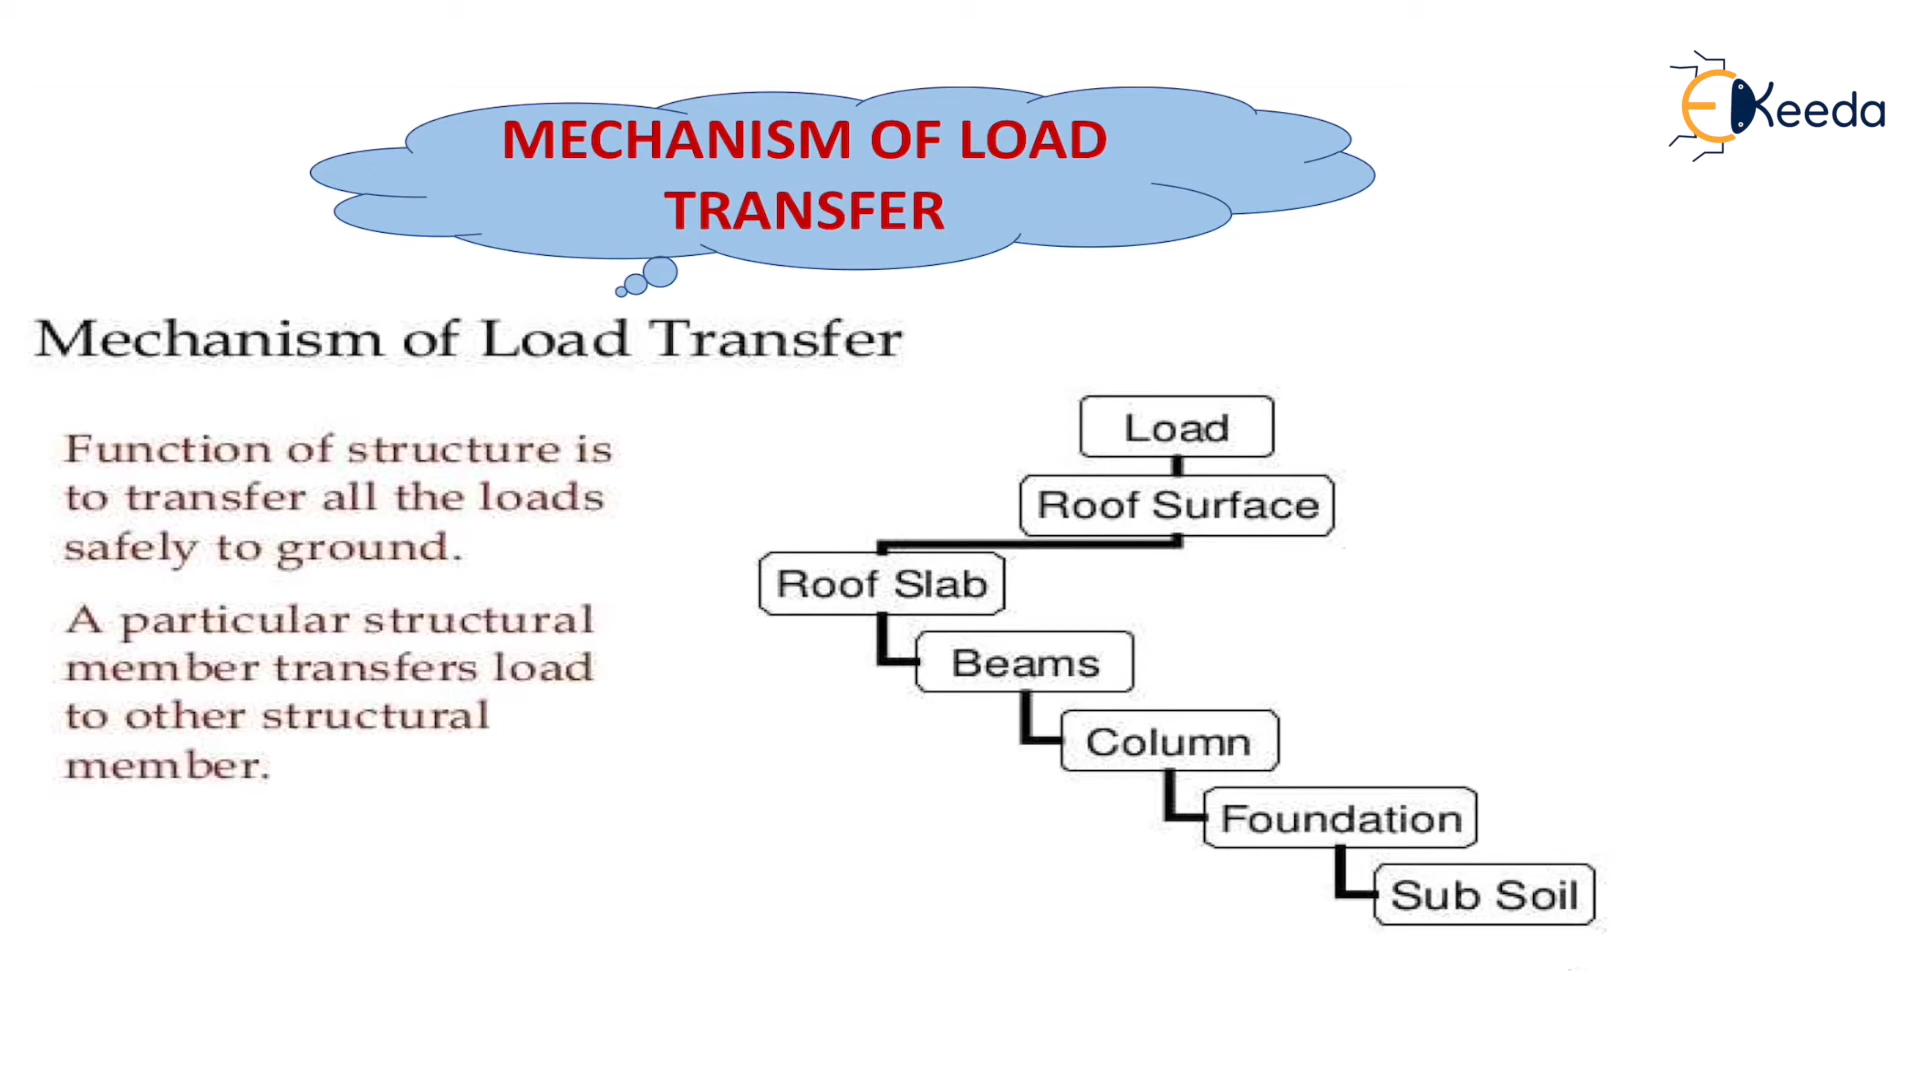 Keeda
MECHANISM OF LOAD
TRANSFER
Mechanism of Load Transfer
Function of structure is
to transfer all the loads
safely to ground.
A particular structural
member transfers load
to other structural
member.
Load
Roof Surface
Roof Slab
Beams
Column
Foundation
Sub Soil